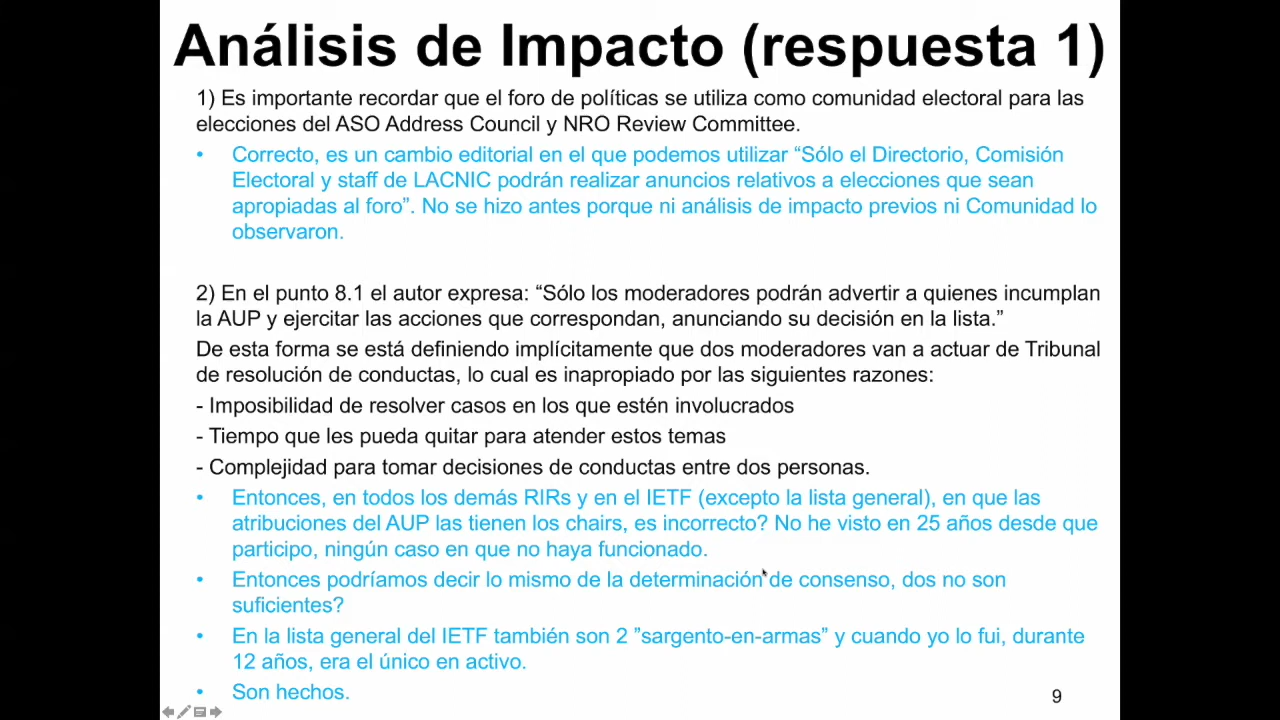 Análisis de Impacto (respuesta 1)
1) Es importante recordar que el foro de políticas se utiliza como comunidad electoral para las
elecciones del ASO Address Council y NRO Review Committee.
• Correcto, es un cambio editorial en el que podemos utilizar “Sólo el Directorio, Comisión
Electoral y staff de LACNIC podrán realizar anuncios relativos a elecciones que sean
apropiadas al foro”. No se hizo antes porque ni análisis de impacto previos ni Comunidad lo
observaron.
2) En el punto 8.1 el autor expresa: “Sólo los moderadores podrán advertir a quienes incumplan
la AUP y ejercitar las acciones que correspondan, anunciando su decisión en la lista.”
De esta forma se está definiendo implícitamente que dos moderadores van a actuar de Tribunal
de resolución de conductas, lo cual es inapropiado por las siguientes razones:
- Imposibilidad de resolver casos en los que estén involucrados
- Tiempo que les pueda quitar para atender estos temas
- Complejidad para tomar decisiones de conductas entre dos personas.
• Entonces, en todos los demás RIRs y en el IETF (excepto la lista general), en que las
atribuciones del AUP las tienen los chairs, es incorrecto? No he visto en 25 años desde que
participo, ningún caso en que no haya funcionado.
• Entonces podríamos decir lo mismo de la determinación de consenso, dos no son
suficientes?
• En la lista general del IETF también son 2 ”sargento-en-armas” y cuando yo lo fui, durante
12 años, era el único en activo.
• Son hechos.
9